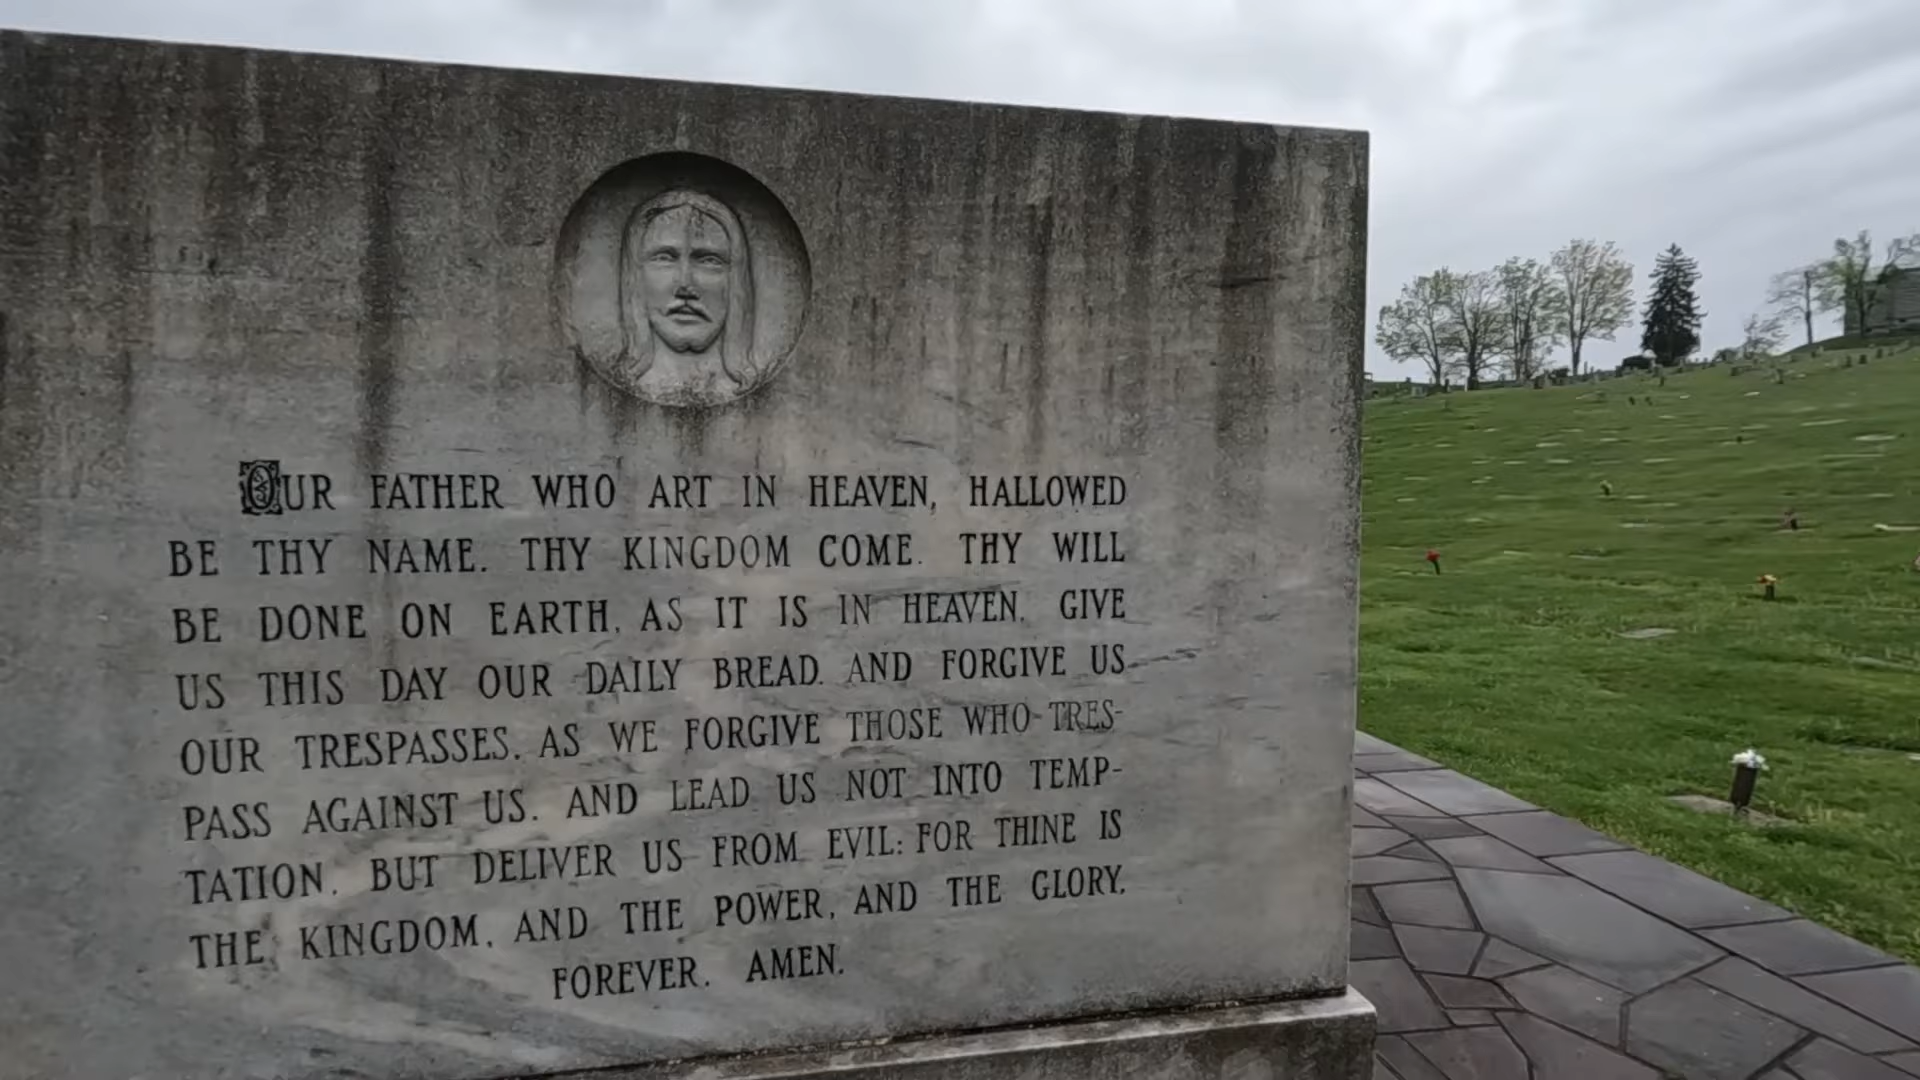 OUR FATHER WHO ART IN HEAVEN, HALLOWED
BE THY NAME. THY KINGDOM COME. THY WILL
BE DONE ON EARTH, AS IT IS IN HEAVEN. GIVE
US THIS DAY OUR DAILY BREAD. AND FORGIVE US
OUR TRESPASSES, AS WE FORGIVE THOSE WHO TRES-
PASS AGAINST US. AND LEAD US NOT INTO TEMP-
TATION, BUT DELIVER US FROM EVIL: FOR THINE IS
THE KINGDOM, AND THE POWER, AND THE GLORY,
FOREVER. AMEN.